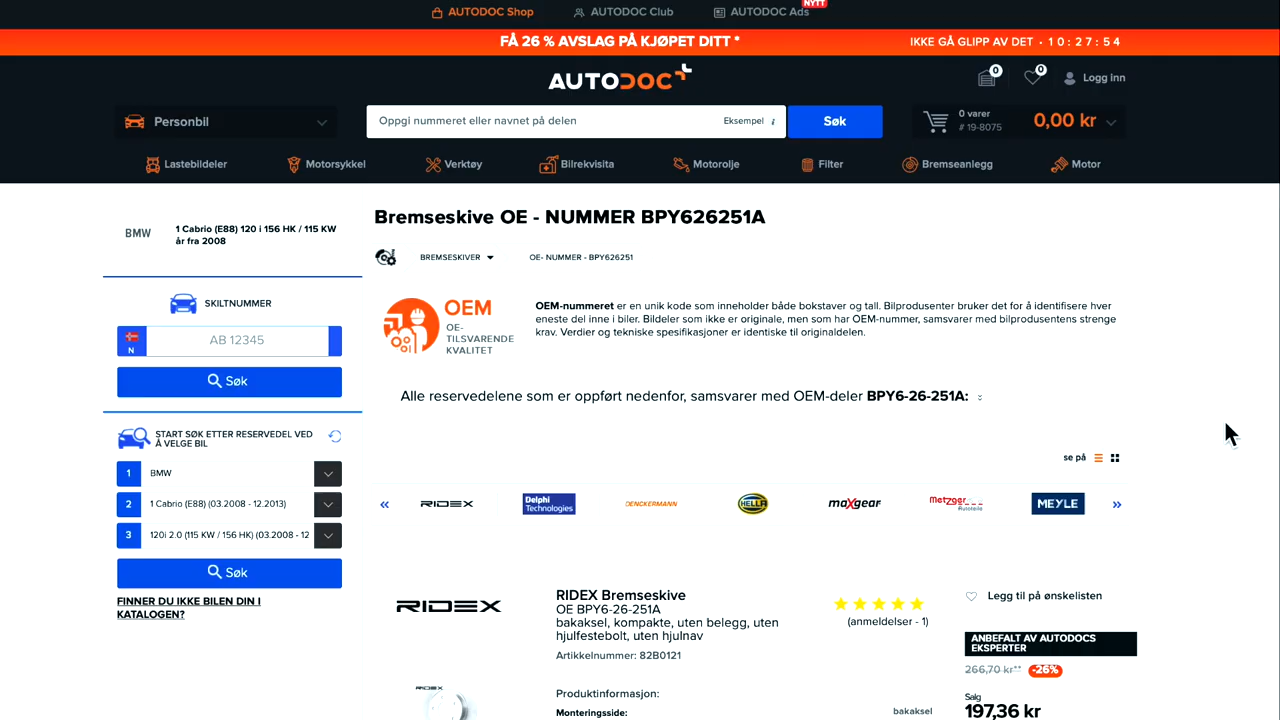 AUTODOC Shop
AUTODOC Club
AUTODOC Ads
NYTT
FÅ 26 % AVSLAG PÅ KJØPET DITT *
IKKE GÅ GLIPP AV DET • 10:27:54
AUTODOC
0
0
Logg inn
Personbil
Oppgi nummeret eller navnet på delen
Eksempel i
Søk
0 varer
# 19-8075
0,00 kr
Lastebildeler
Motorsykkel
Verktøy
Bilrekvisita
Motorolje
Filter
Bremseanlegg
Motor
BMW
1 Cabrio (E88) 120 i 156 HK / 115 KW
år fra 2008
SKILTNUMMER
N
AB 12345
Søk
START SØK ETTER RESERVEDEL VED
Å VELGE BIL
1 BMW
2 1 Cabrio (E88) (03.2008 - 12.2013)
3 120i 2.0 (115 KW / 156 HK) (03.2008 - 12
Søk
FINNER DU IKKE BILEN DIN I
KATALOGEN?
Bremseskive OE - NUMMER BPY626251A
BREMSESKIVER
OE- NUMMER - BPY626251
OEM
OE-
TILSVARENDE
KVALITET
OEM-nummeret er en unik kode som inneholder både bokstaver og tall. Bilprodusenter bruker det for å identifisere hver
eneste del inne i biler. Bildeler som ikke er originale, men som har OEM-nummer, samsvarer med bilprodusentens strenge
krav. Verdier og tekniske spesifikasjoner er identiske til originaldelen.
Alle reservedelene som er oppført nedenfor, samsvarer med OEM-deler BPY6-26-251A:
se på
RIDEX
Delphi
Technologies
DENCKERMANN
HELLA
maXgear
Metzger
Autoteile
MEYLE
RIDEX
RIDEX Bremseskive
OE BPY6-26-251A
bakaksel, kompakte, uten belegg, uten
hjulfestebolt, uten hjulnav
Artikkelnummer: 82B0121
(anmeldelser - 1)
Legg til på ønskelisten
ANBEFALT AV AUTODOCS
EKSPERTER
266,70 kr**
-26%
Salg
197,36 kr
RIDEX
Produktinformasjon:
Monteringsside:
bakaksel